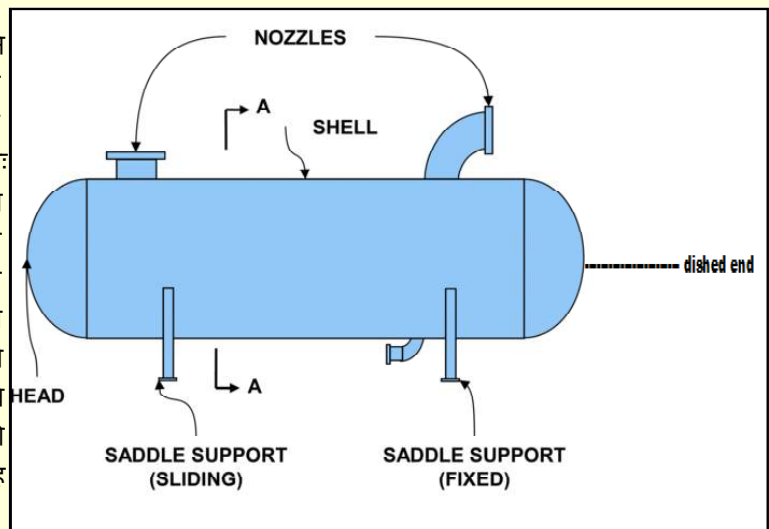 NOZZLES
A
SHELL
dished end
A
HEAD
SADDLE SUPPORT
(SLIDING)
SADDLE SUPPORT
(FIXED)